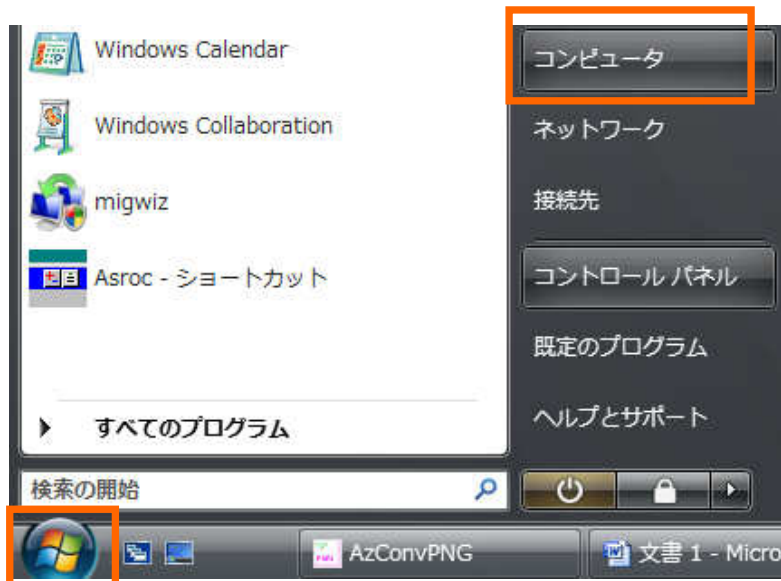 Windows Calendar
Windows Collaboration
migwiz
Asroc - ショートカット
すべてのプログラム
検索の開始
コンピュータ
ネットワーク
接続先
コントロール パネル
既定のプログラム
ヘルプとサポート
AzConvPNG
文書 1 - Micro